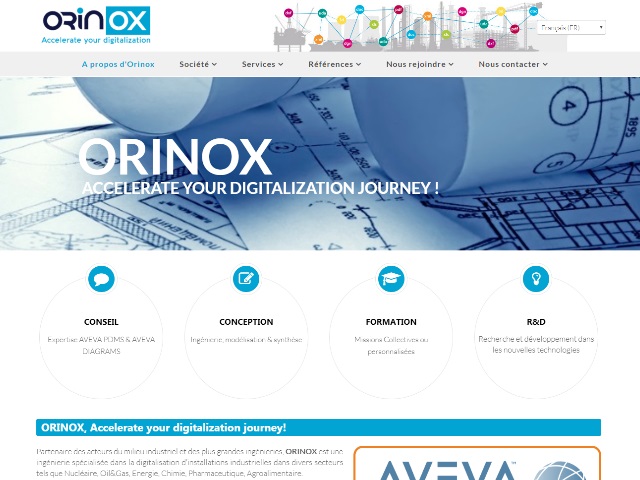 ORINOX
Accelerate your digitalization
Français (FR)
A propos d'Orinox
Société
Services
Références
Nous rejoindre
Nous contacter
ORINOX
ACCELERATE YOUR DIGITALIZATION JOURNEY !
CONSEIL
Expertise AVEVA PDMS & AVEVA
DIAGRAMS
CONCEPTION
Ingénierie, modélisation & synthèse
FORMATION
Missions Collectives ou
personnalisées
R&D
Recherche et développement dans
les nouvelles technologies
ORINOX, Accelerate your digitalization journey!
Partenaire des acteurs du milieu industriel et des plus grandes ingénieries, ORINOX est une
ingénierie spécialisée dans la digitalisation d'installations industrielles dans divers secteurs
tels que Nucléaire, Oil&Gas, Energie, Chimie, Pharmaceutique, Agroalimentaire.
AVEVA